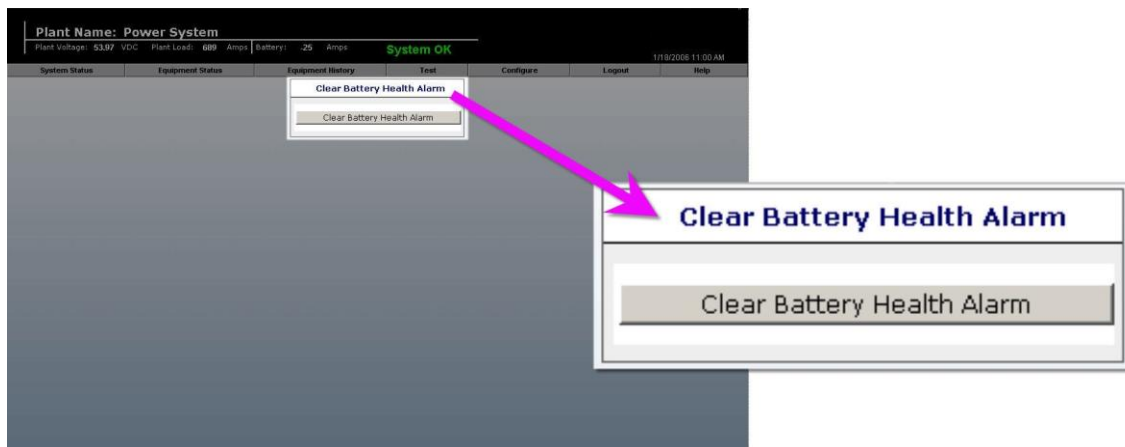 Plant Name: Power System
Plant Voltage: 53.97 VDC Plant Load: 689 Amps Battery: -25 Amps System OK
1/18/2006 11:00 AM
System Status Equipment Status Equipment History Test Configure Logout Help
Clear Battery Health Alarm
Clear Battery Health Alarm
Clear Battery Health Alarm
Clear Battery Health Alarm